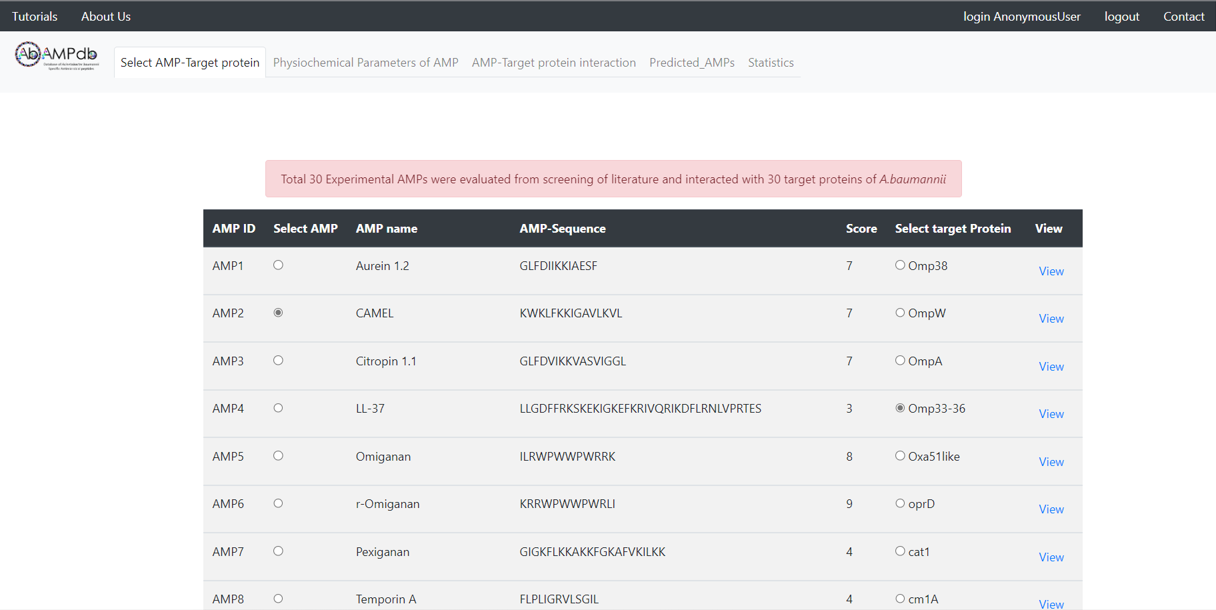 Tutorials About Us login AnonymousUser logout Contact
AbAMPdb
Select AMP-Target protein Physiochemical Parameters of AMP AMP-Target protein interaction Predicted_AMPs Statistics
Total 30 Experimental AMPs were evaluated from screening of literature and interacted with 30 target proteins of A.baumannii
AMP ID Select AMP AMP name AMP-Sequence Score Select target Protein View
AMP1 Aurein 1.2 GLFDIIKKIAESF 7 Omp38 View
AMP2 CAMEL KWKLFKKIGAVLKVL 7 OmpW View
AMP3 Citropin 1.1 GLFDVIKKVASVIGGL 7 OmpA View
AMP4 LL-37 LLGDFFRKSKEKIGKEFKRIVQRIKDFLRNLVPRTES 3 Omp33-36 View
AMP5 Omiganan ILRWPWWPWRRK 8 Oxa51like View
AMP6 r-Omiganan KRRWPWWPWRLI 9 oprD View
AMP7 Pexiganan GIGKFLKKAKKFGKAFVKILKK 4 cat1 View
AMP8 Temporin A FLPLIGRVLSGIL 4 cm1A View